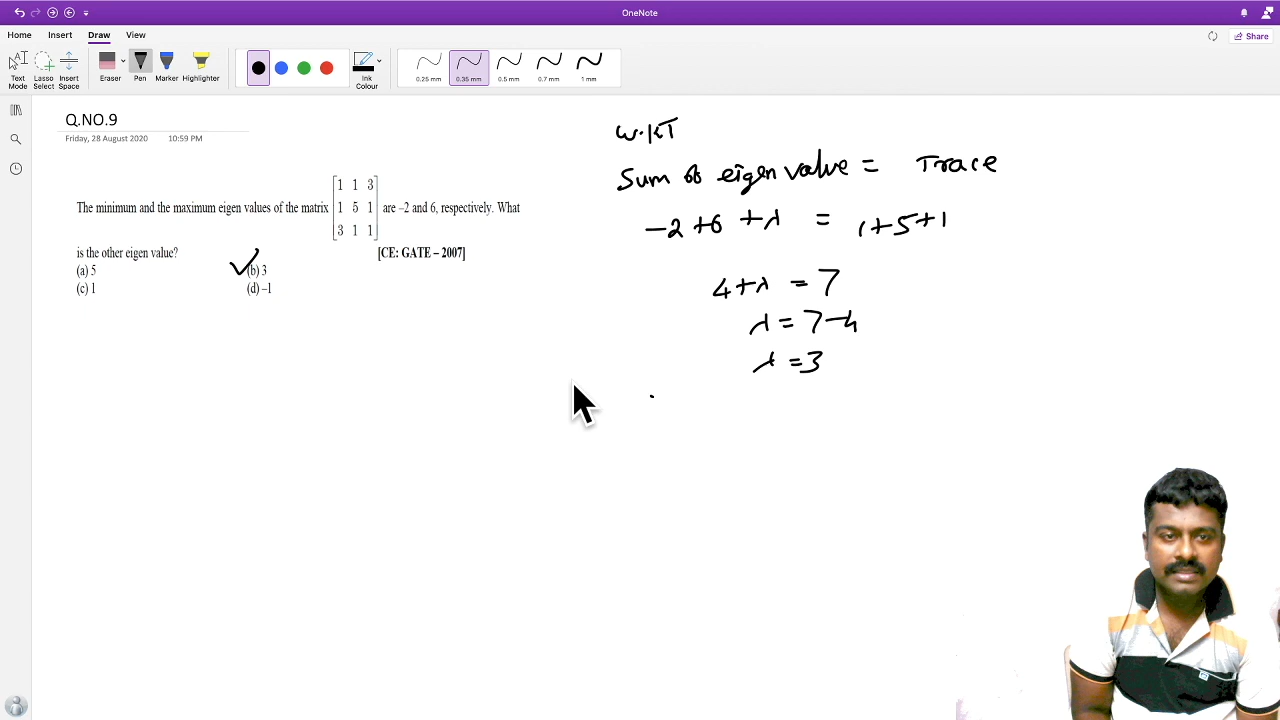 OneNote
Home Insert Draw View
Share
Text Mode
Lasso Select
Insert Space
Eraser
Pen
Marker
Highlighter
Ink Colour
0.25 mm
0.35 mm
0.5 mm
0.7 mm
1 mm
Q.NO.9
Friday, 28 August 2020 10:59 PM
1 1 3
The minimum and the maximum eigen values of the matrix 1 5 1 are –2 and 6, respectively. What
3 1 1
is the other eigen value? [CE: GATE – 2007]
(a) 5 (b) 3
(c) 1 (d) –1
W.K.T
Sum of eigen value = Trace
-2+6 +λ = 1+5+1
4+λ = 7
λ = 7-4
λ = 3